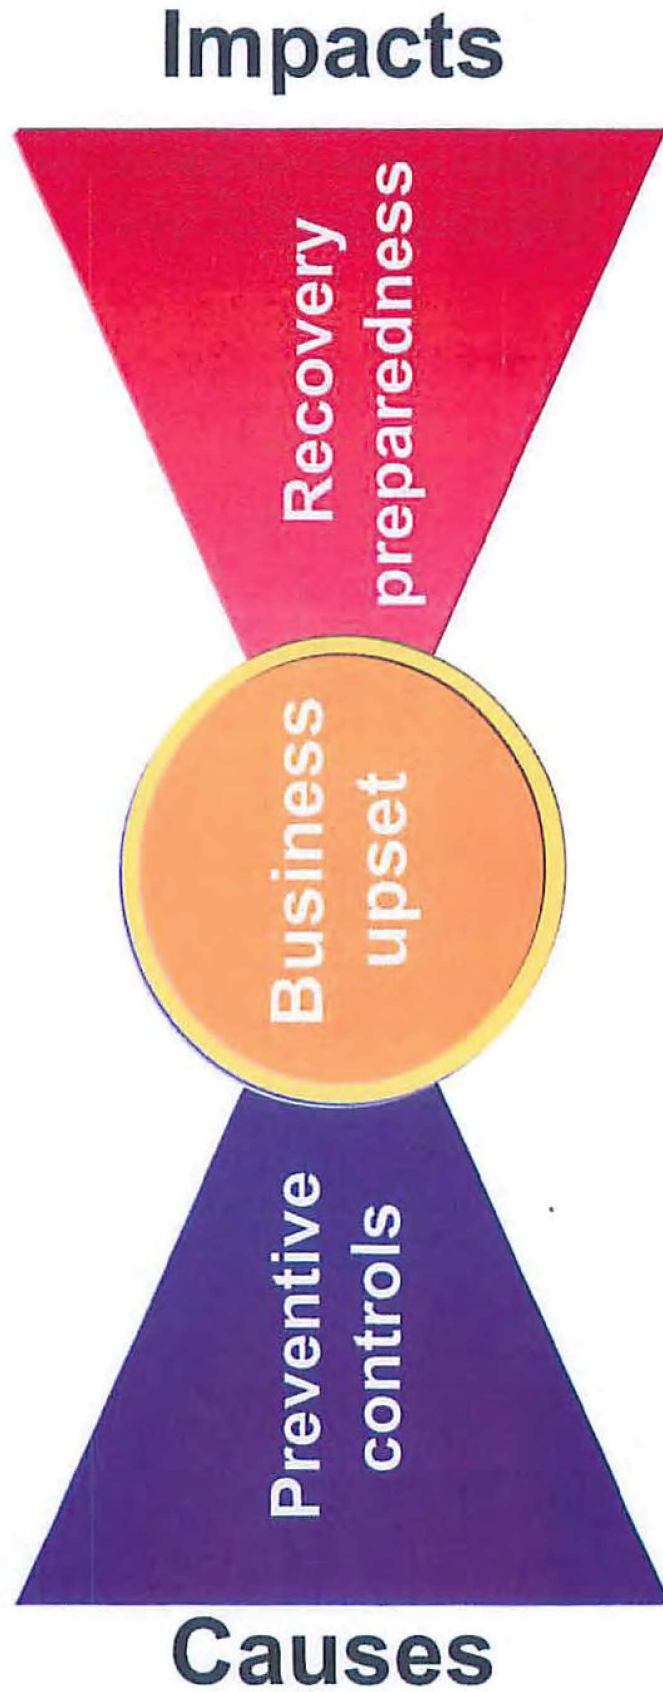 Impacts
Recovery
preparedness
Business
upset
Preventive
controls
Causes